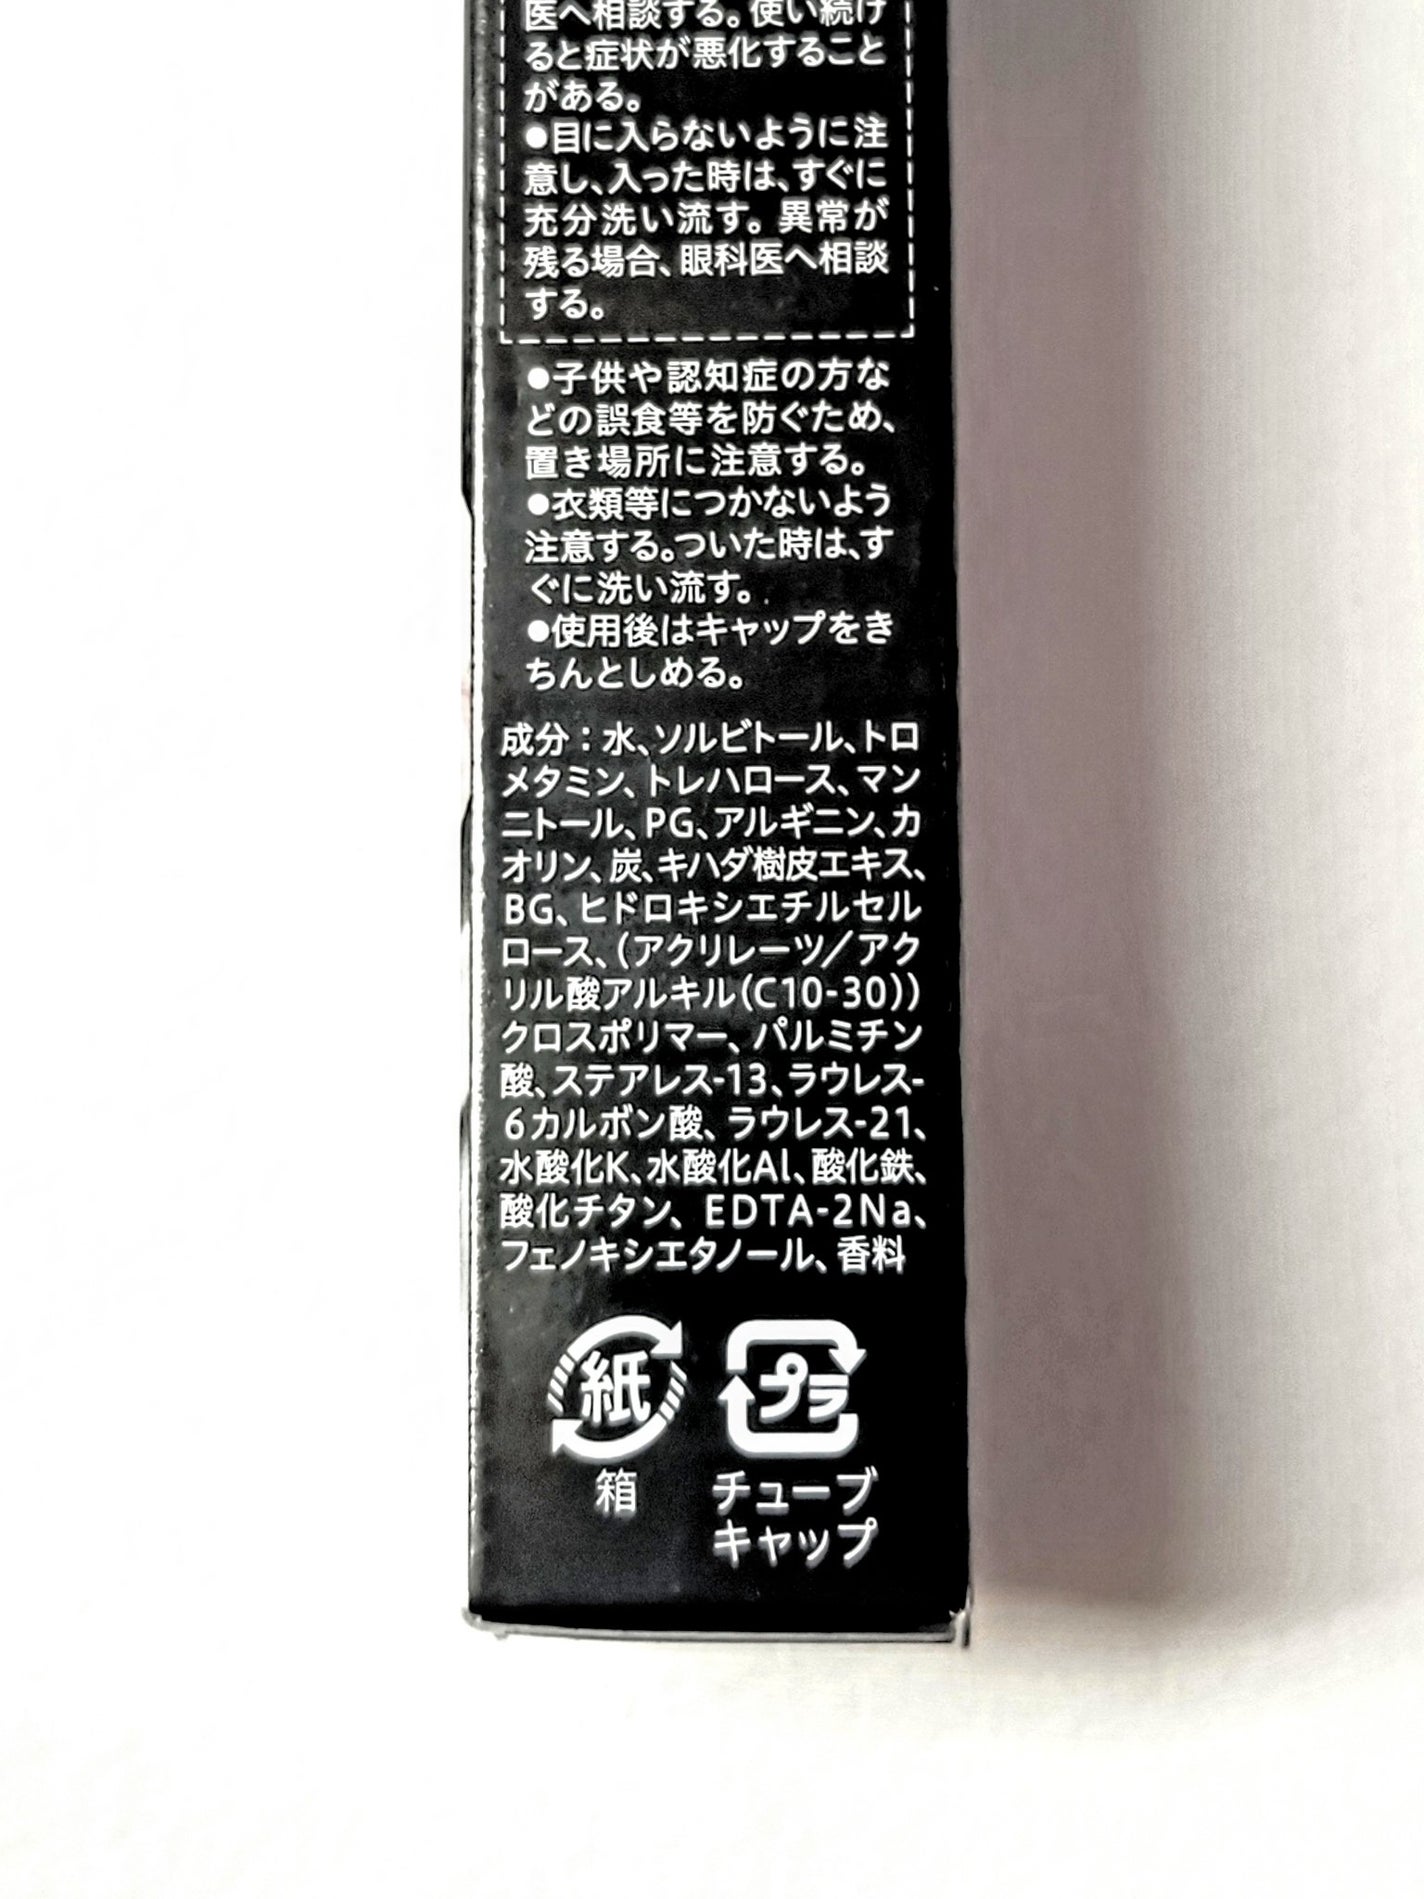 医へ相談する。使い続け
ると症状が悪化すること
がある。
●目に入らないように注
意し、入った時は、すぐに
充分洗い流す。異常が
残る場合、眼科医へ相談
する。
●子供や認知症の方な
どの誤食等を防ぐため、
置き場所に注意する。
●衣類等につかないよう
注意する。ついた時は、す
ぐに洗い流す。
●使用後はキャップをき
ちんとしめる。
成分：水、ソルビトール、トロ
メタミン、トレハロース、マン
ニトール、PG、アルギニン、カ
オリン、炭、キハダ樹皮エキス、
BG、ヒドロキシエチルセル
ロース、（アクリレーツ／アク
リル酸アルキル（C10-30））
クロスポリマー、パルミチン
酸、ステアレス-13、ラウレス-
6カルボン酸、ラウレス-21、
水酸化K、水酸化Al、酸化鉄、
酸化チタン、EDTA-2Na、
フェノキシエタノール、香料
紙
箱
プラ
チューブ
キャップ